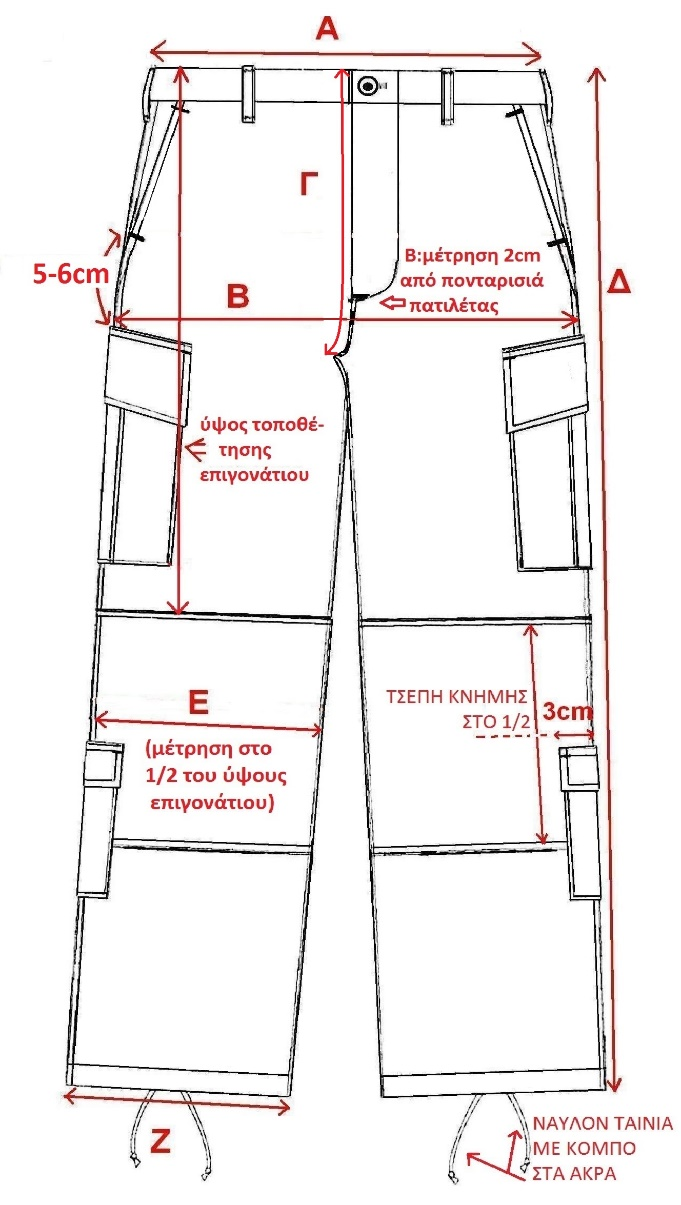 Α
Γ
5-6cm
Β
Β:μέτρηση 2cm
από πονταρισιά
πατιλέτας
Δ
ύψος τοποθέ-
τησης
επιγονάτιου
Ε
(μέτρηση στο
1/2 του ύψους
επιγονάτιου)
ΤΣΕΠΗ ΚΝΗΜΗΣ
ΣΤΟ 1/2
3cm
Ζ
ΝΑΥΛΟΝ ΤΑΙΝΙΑ
ΜΕ ΚΟΜΠΟ
ΣΤΑ ΑΚΡΑ